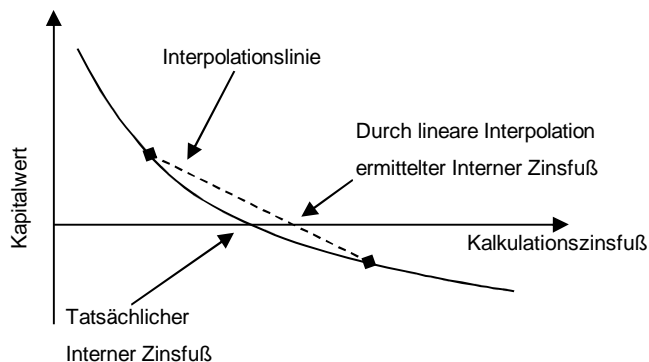 Interpolationslinie
Durch lineare Interpolation
ermittelter Interner Zinsfuß
Kapitalwert
Kalkulationszinsfuß
Tatsächlicher
Interner Zinsfuß